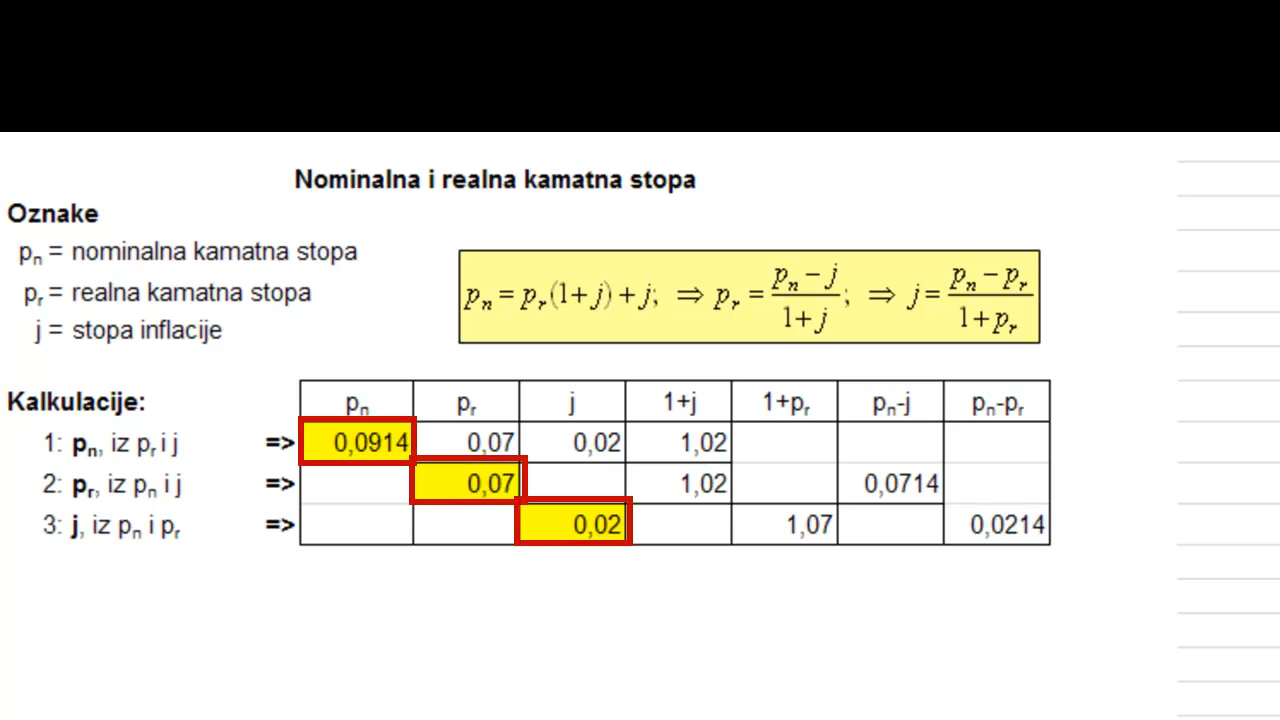 Nominalna i realna kamatna stopa
Oznake
pn = nominalna kamatna stopa
pr = realna kamatna stopa
j = stopa inflacije
pn = pr(1+j)+j; ⇒ pr = (pn−j)/(1+j); ⇒ j = (pn−pr)/(1+pr)
Kalkulacije: pn pr j 1+j 1+pr pn-j pn-pr
1: pn, iz pr i j => 0,0914 0,07 0,02 1,02
2: pr, iz pn i j => 0,07 1,02 0,0714
3: j, iz pn i pr => 0,02 1,07 0,0214